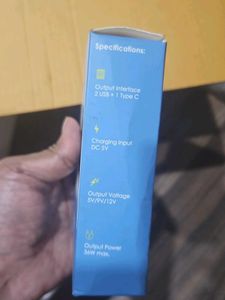 Specifications:
Output Interface
2 USB + 1 Type C
Charging Input
DC 5V
Output Voltage
5V/9V/12V
Output Power
36W max.